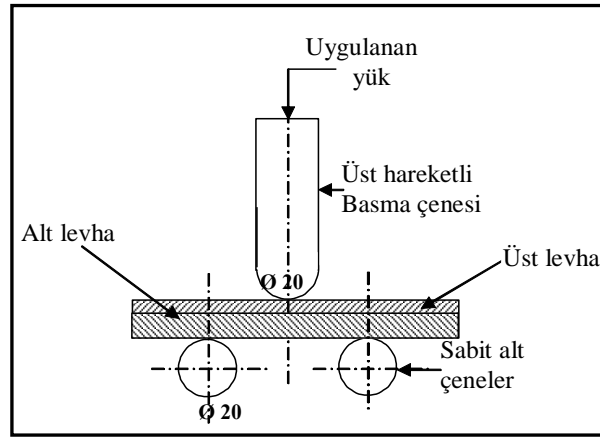 Uygulanan
yük
Üst hareketli
Basma çenesi
Alt levha
Üst levha
Ø 20
Sabit alt
çeneler
Ø 20